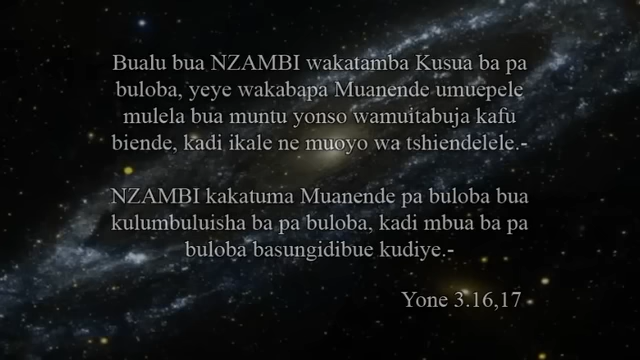 Bualu bua NZAMBI wakatamba Kusua ba pa
buloba, yeye wakabapa Muanende umuepele
mulela bua muntu yonso wamuitabuja kafu
biende, kadi ikale ne muoyo wa tshiendelele.-
NZAMBI kakatuma Muanende pa buloba bua
kulumbuluisha ba pa buloba, kadi mbua ba pa
buloba basungidibue kudiye.-
Yone 3.16,17